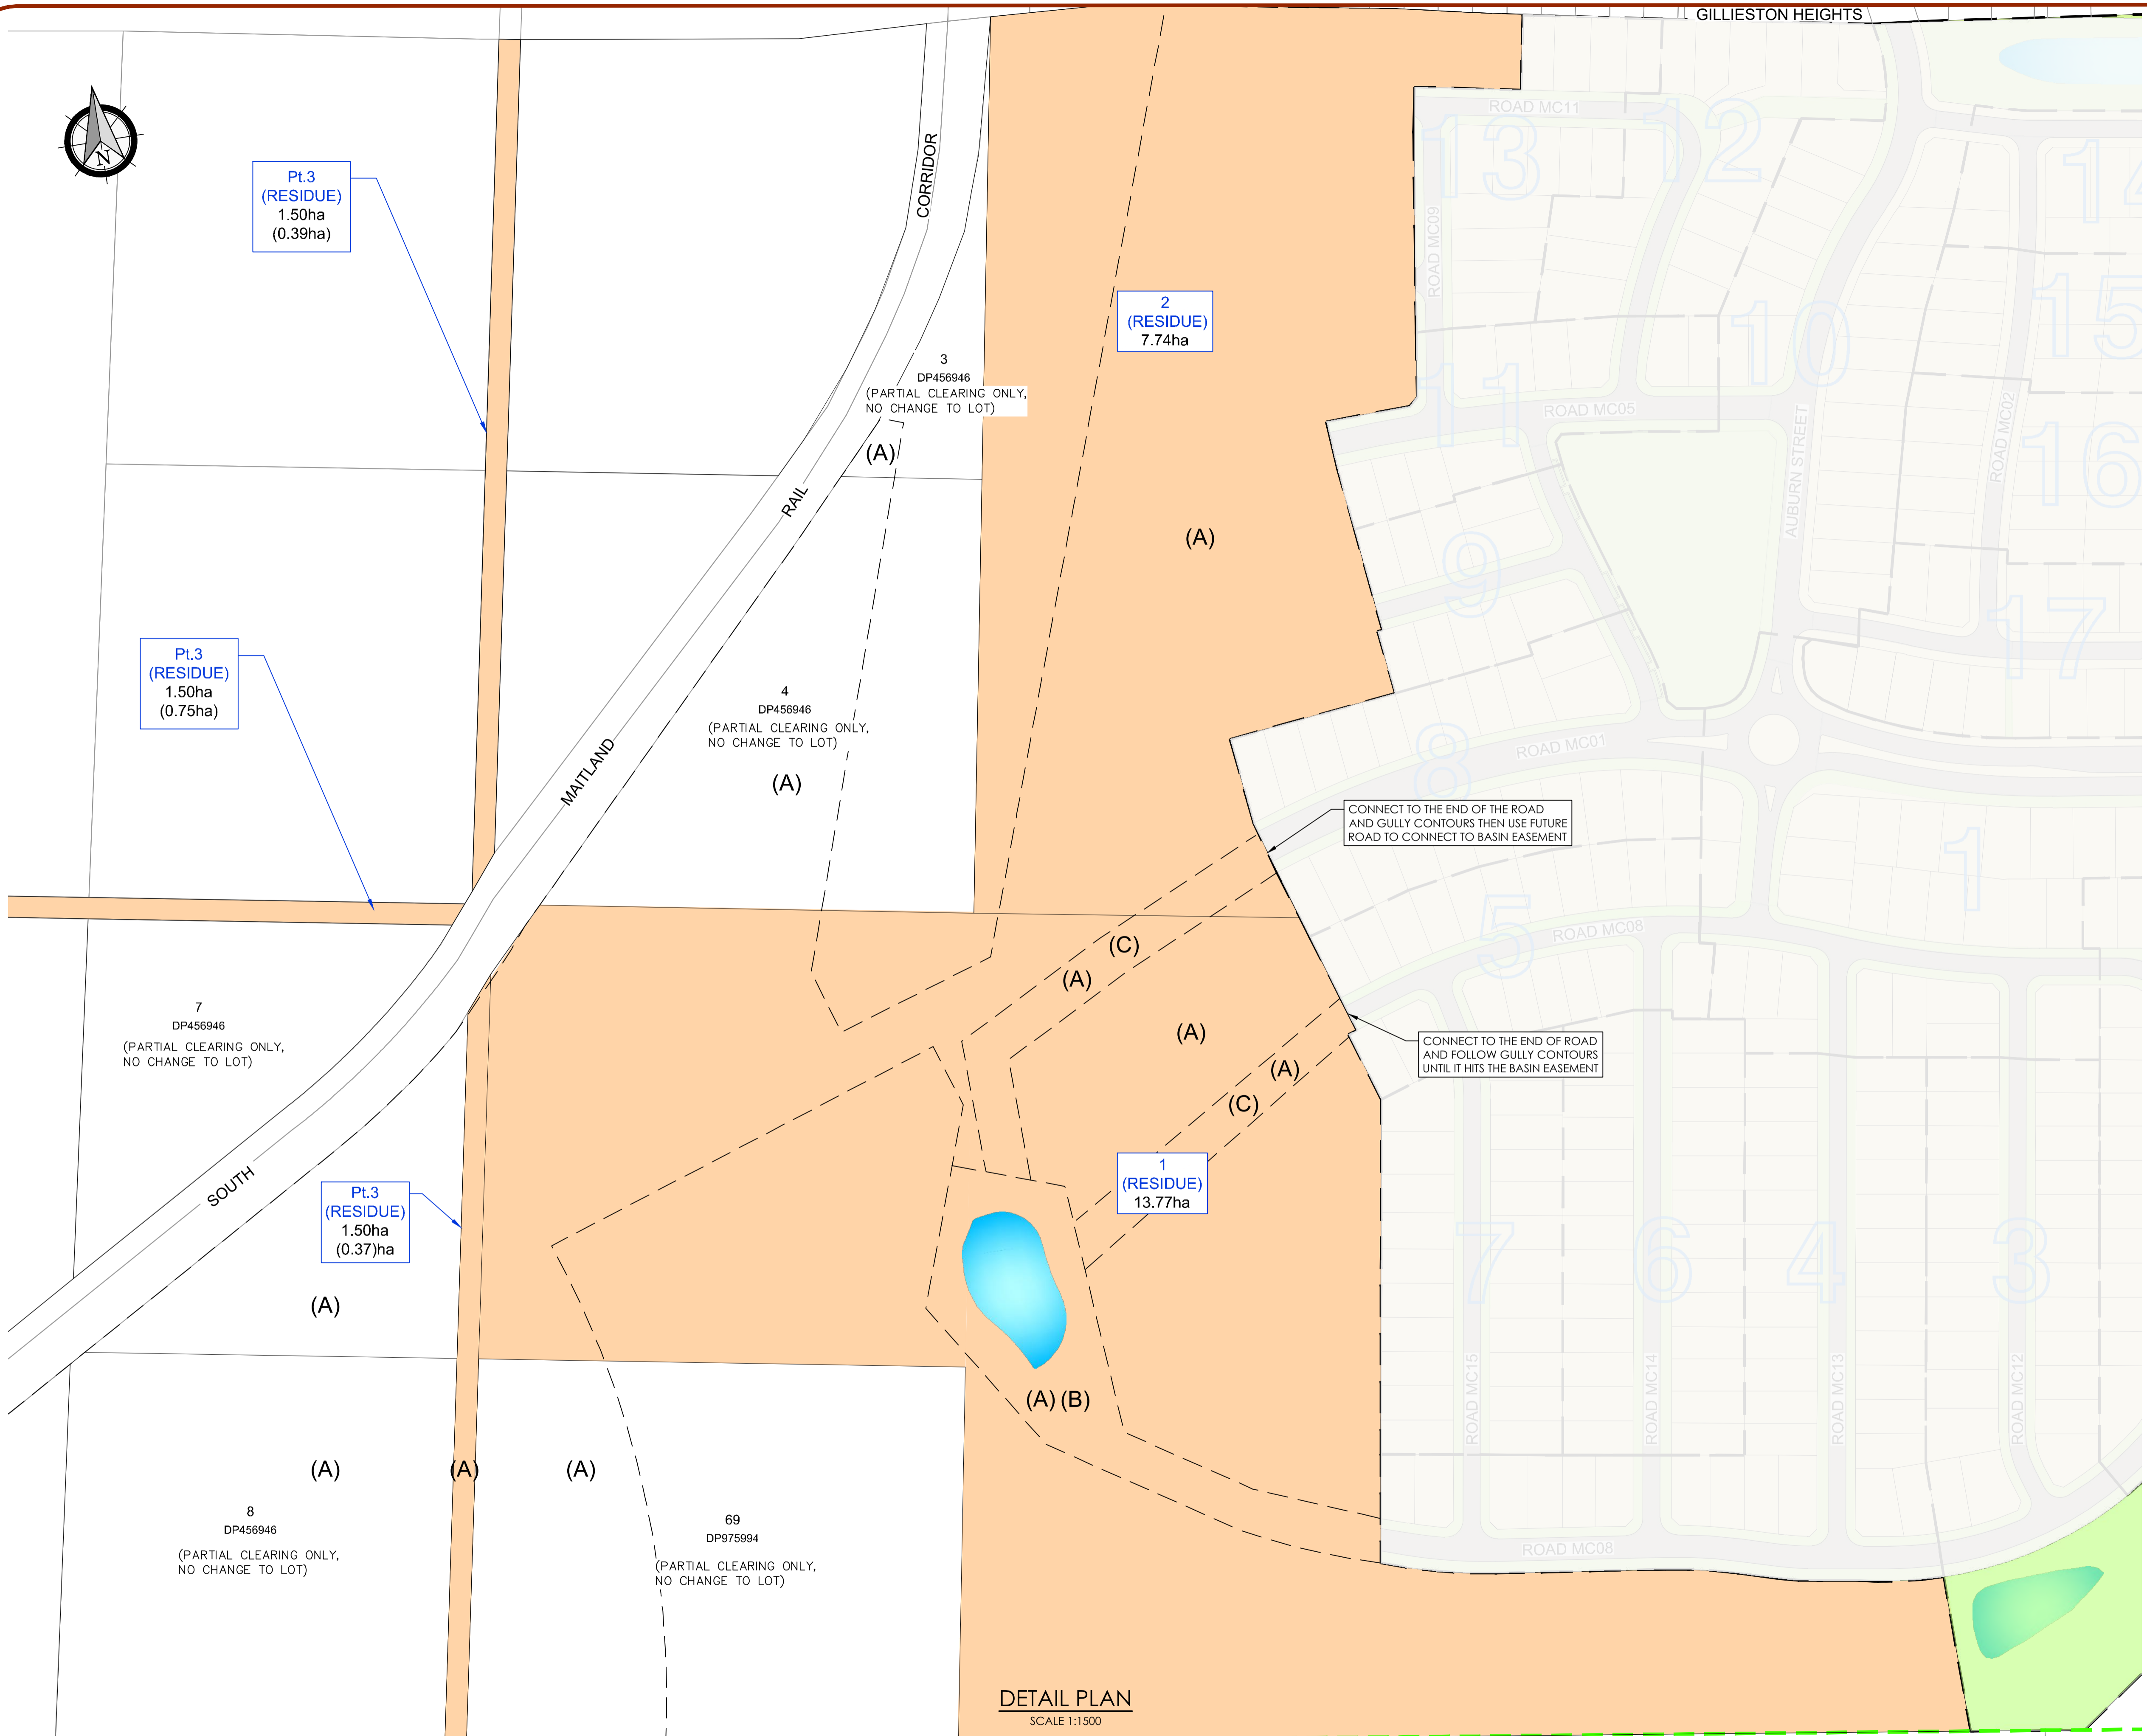 GILLIESTON HEIGHTS
N
Pt.3
(RESIDUE)
1.50ha
(0.39ha)
CORRIDOR
ROAD MC11
13
12
14
ROAD MC09
2
(RESIDUE)
7.74ha
15
10
3
DP456946
(PARTIAL CLEARING ONLY,
NO CHANGE TO LOT)
11
ROAD MC05
AUBURN STREET
ROAD MC02
16
(A)
RAIL
(A)
9
17
Pt.3
(RESIDUE)
1.50ha
(0.75ha)
4
DP456946
(PARTIAL CLEARING ONLY,
NO CHANGE TO LOT)
(A)
MAITLAND
8
ROAD MC01
CONNECT TO THE END OF THE ROAD
AND GULLY CONTOURS THEN USE FUTURE
ROAD TO CONNECT TO BASIN EASEMENT
1
5
ROAD MC08
(C)
(A)
7
DP456946
(PARTIAL CLEARING ONLY,
NO CHANGE TO LOT)
(A)
CONNECT TO THE END OF ROAD
AND FOLLOW GULLY CONTOURS
UNTIL IT HITS THE BASIN EASEMENT
(A)
(C)
SOUTH
Pt.3
(RESIDUE)
1.50ha
(0.37)ha
1
(RESIDUE)
13.77ha
7
6
4
3
(A)
(A) (B)
ROAD MC15
ROAD MC14
ROAD MC13
ROAD MC12
(A)
(A)
(A)
8
DP456946
(PARTIAL CLEARING ONLY,
NO CHANGE TO LOT)
69
DP975994
(PARTIAL CLEARING ONLY,
NO CHANGE TO LOT)
ROAD MC08
DETAIL PLAN
SCALE 1:1500